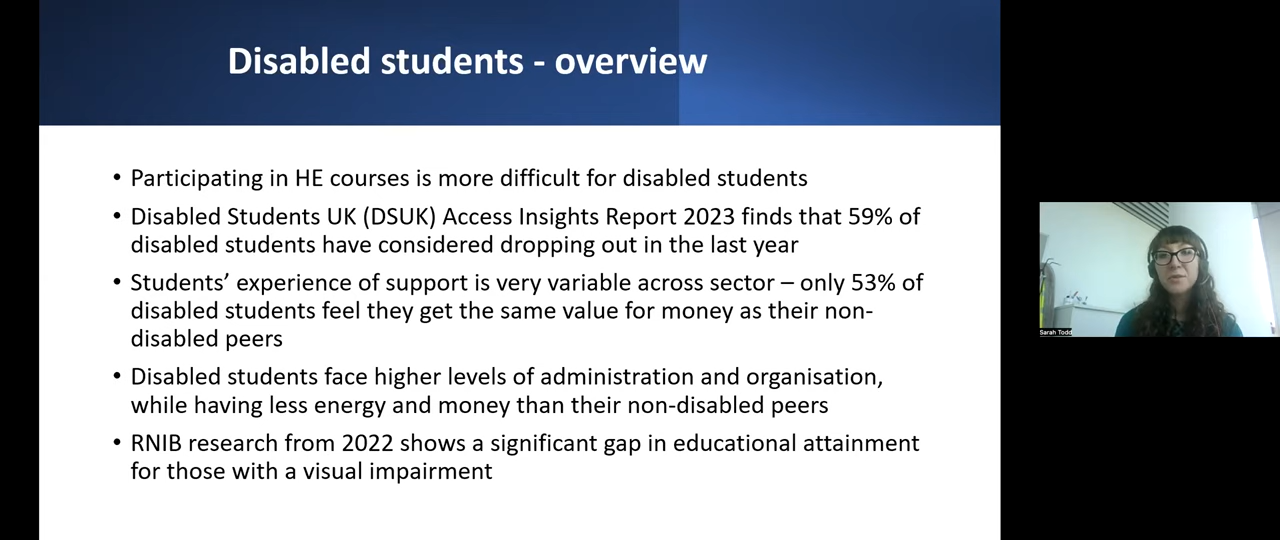 Disabled students - overview
• Participating in HE courses is more difficult for disabled students
• Disabled Students UK (DSUK) Access Insights Report 2023 finds that 59% of
disabled students have considered dropping out in the last year
• Students’ experience of support is very variable across sector – only 53% of
disabled students feel they get the same value for money as their non-
disabled peers
• Disabled students face higher levels of administration and organisation,
while having less energy and money than their non-disabled peers
• RNIB research from 2022 shows a significant gap in educational attainment
for those with a visual impairment
Sarah Todd